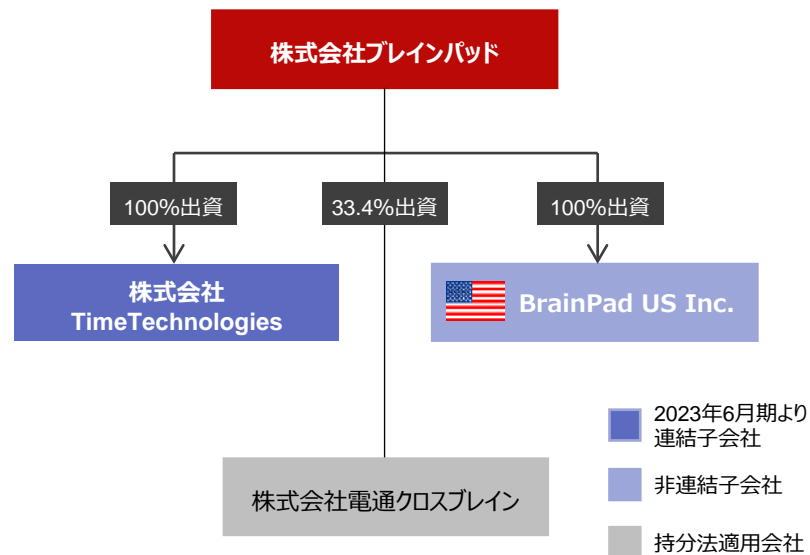 株式会社ブレインパッド
100%出資
33.4%出資
100%出資
株式会社
TimeTechnologies
BrainPad US Inc.
株式会社電通クロスブレイン
2023年6月期より
連結子会社
非連結子会社
持分法適用会社